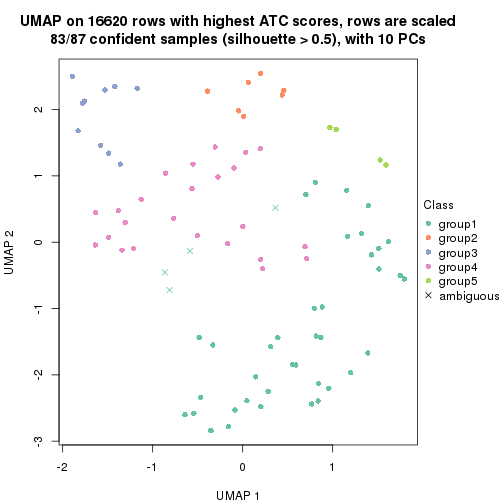 UMAP on 16620 rows with highest ATC scores, rows are scaled
83/87 confident samples (silhouette > 0.5), with 10 PCs
2
1
0
-1
-2
-3
UMAP 2
-2
-1
0
1
UMAP 1
Class
group1
group2
group3
group4
group5
ambiguous